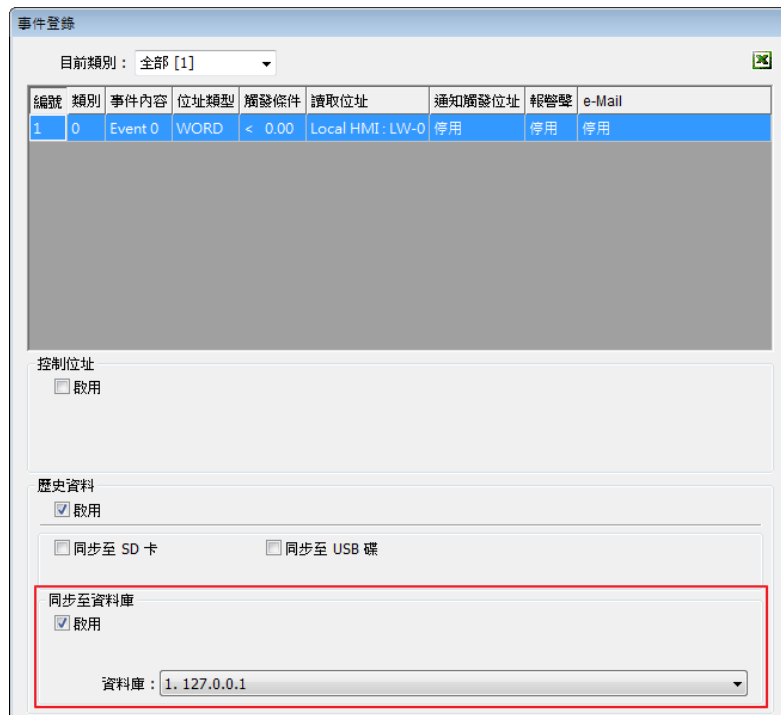 事件登錄
目前類別： 全部 [1]
編號 類別 事件內容 位址類型 觸發條件 讀取位址 通知觸發位址 報警聲 e-Mail
1 0 Event 0 WORD < 0.00 Local HMI : LW-0 停用 停用 停用
控制位址
啟用
歷史資料
啟用
同步至 SD 卡 同步至 USB 碟
同步至資料庫
啟用
資料庫： 1. 127.0.0.1